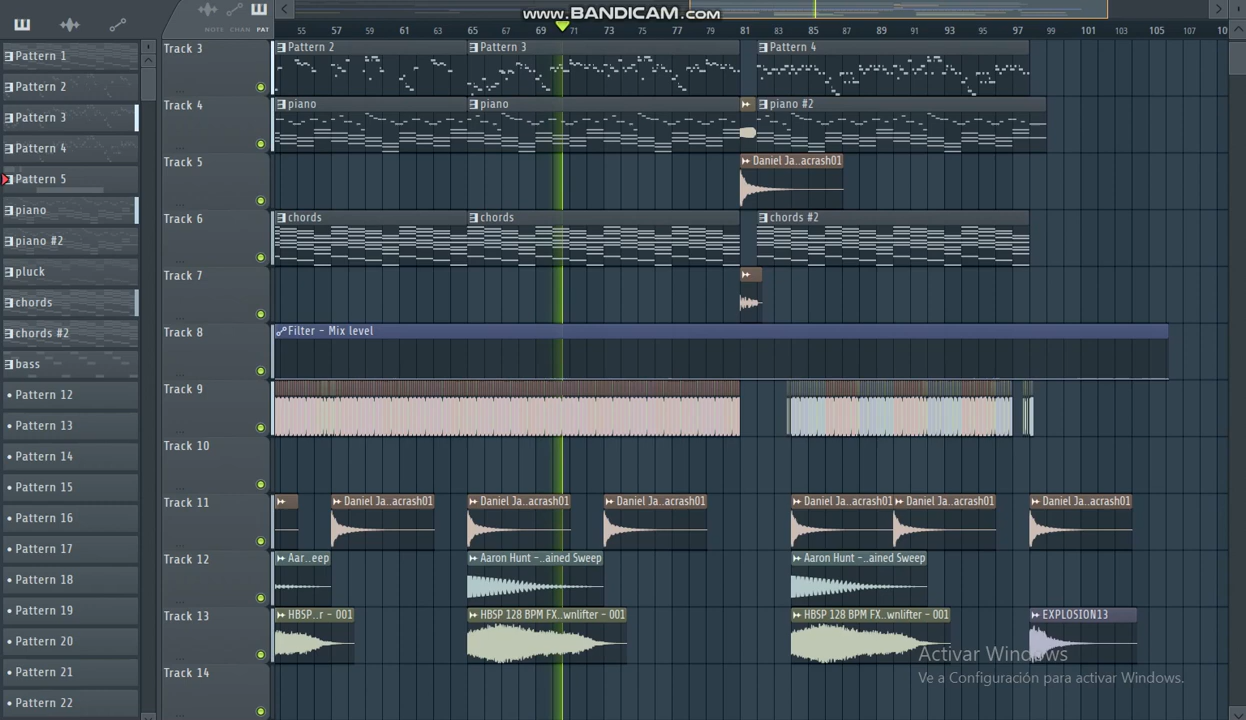 www.BANDICAM.com
NOTE CHAN PAT
55 57 59 61 63 65 67 69 71 73 75 77 79 81 83 85 87 89 91 93 95 97 99 101 103 105 107 109
Pattern 1
Pattern 2
Pattern 3
Pattern 4
Pattern 5
piano
piano #2
pluck
chords
chords #2
bass
Pattern 12
Pattern 13
Pattern 14
Pattern 15
Pattern 16
Pattern 17
Pattern 18
Pattern 19
Pattern 20
Pattern 21
Pattern 22
Track 3
Pattern 2 Pattern 3 Pattern 4
Track 4
piano piano piano #2
Track 5
Daniel Ja..acrash01
Track 6
chords chords chords #2
Track 7
Track 8
Filter - Mix level
Track 9
Track 10
Track 11
Daniel Ja..acrash01 Daniel Ja..acrash01 Daniel Ja..acrash01 Daniel Ja..acrash01 Daniel Ja..acrash01 Daniel Ja..acrash01
Track 12
Aar..eep Aaron Hunt -..ained Sweep Aaron Hunt -..ained Sweep
Track 13
HBSP..r - 001 HBSP 128 BPM FX..wnlifter - 001 HBSP 128 BPM FX..wnlifter - 001 EXPLOSION13
Track 14
Activar Windows
Ve a Configuración para activar Windows.